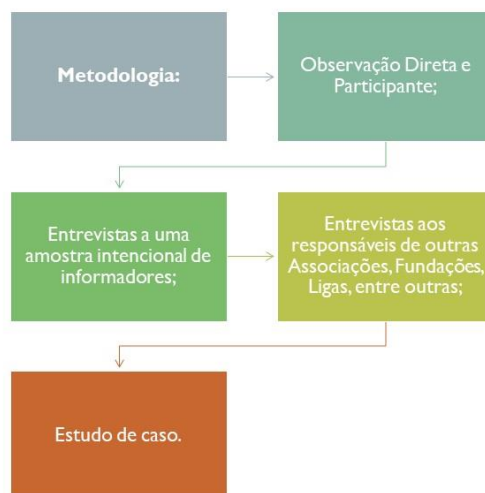 Metodologia:
Observação Direta e
Participante;
Entrevistas a uma
amostra intencional de
informadores;
Entrevistas aos
responsáveis de outras
Associações, Fundações,
Ligas, entre outras;
Estudo de caso.